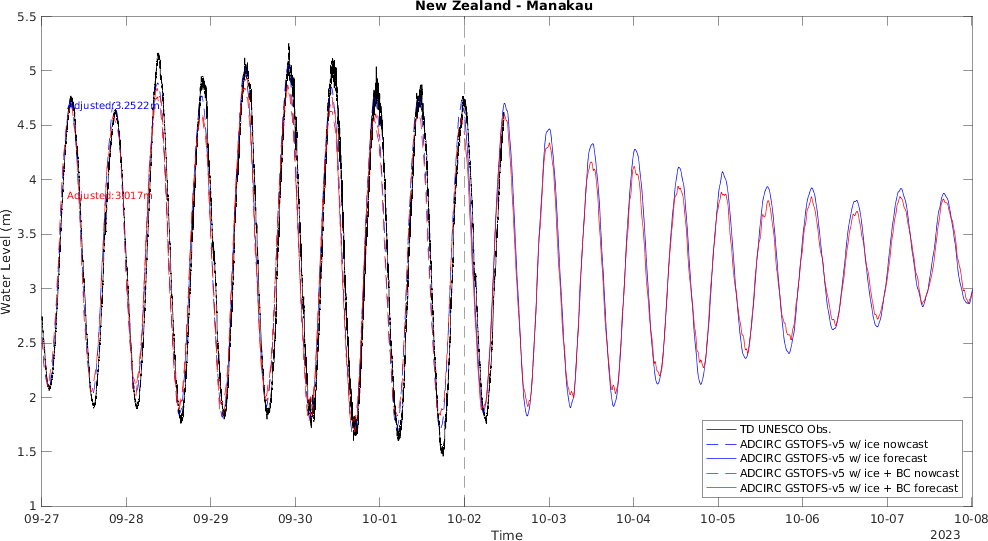 New Zealand - Manakau
5.5
5
4.5
4
3.5
3
2.5
2
1.5
1
Water Level (m)
Adjusted:3.2522m
Adjusted:3.017m
TD UNESCO Obs.
ADCIRC GSTOFS-v5 w/ ice nowcast
ADCIRC GSTOFS-v5 w/ ice forecast
ADCIRC GSTOFS-v5 w/ ice + BC nowcast
ADCIRC GSTOFS-v5 w/ ice + BC forecast
09-27 09-28 09-29 09-30 10-01 10-02 10-03 10-04 10-05 10-06 10-07 10-08
Time
2023